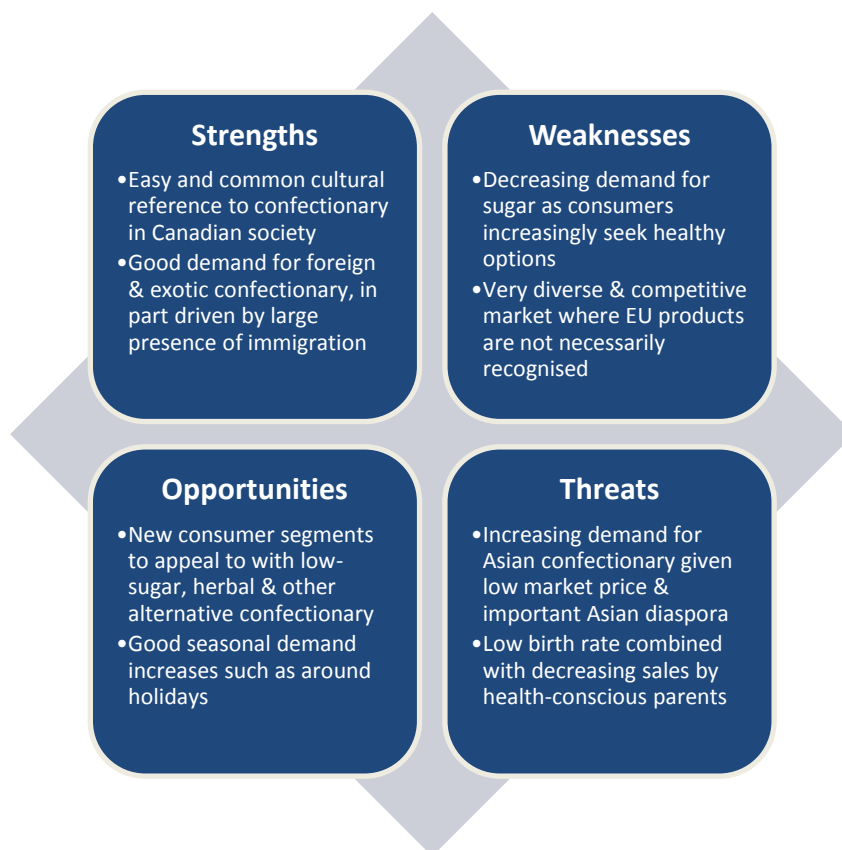 Strengths
•Easy and common cultural
reference to confectionary
in Canadian society
•Good demand for foreign
& exotic confectionary, in
part driven by large
presence of immigration
Weaknesses
•Decreasing demand for
sugar as consumers
increasingly seek healthy
options
•Very diverse & competitive
market where EU products
are not necessarily
recognised
Opportunities
•New consumer segments
to appeal to with low-
sugar, herbal & other
alternative confectionary
•Good seasonal demand
increases such as around
holidays
Threats
•Increasing demand for
Asian confectionary given
low market price &
important Asian diaspora
•Low birth rate combined
with decreasing sales by
health-conscious parents